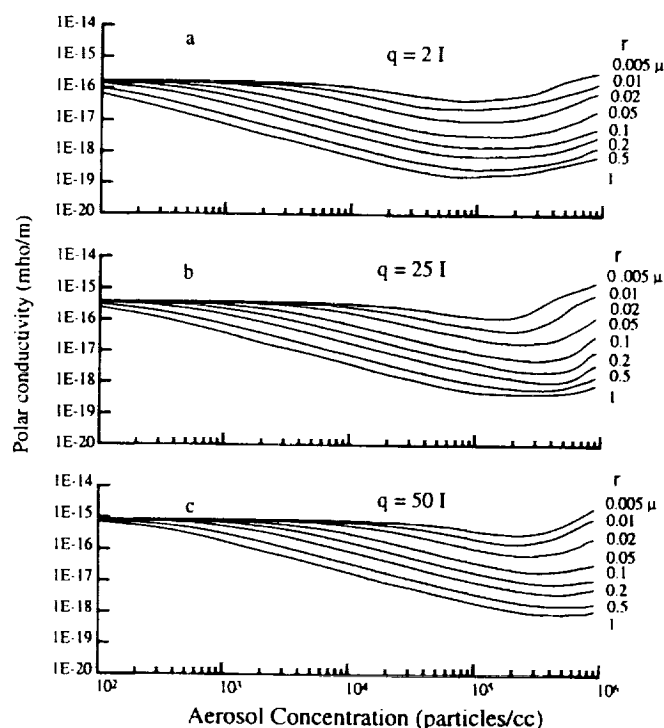 a
q = 2 I
r
1E-14
1E-15
1E-16
1E-17
1E-18
1E-19
1E-20
0.005 μ
0.01
0.02
0.05
0.1
0.2
0.5
1
b
q = 25 I
r
1E-14
1E-15
1E-16
1E-17
1E-18
1E-19
1E-20
0.005 μ
0.01
0.02
0.05
0.1
0.2
0.5
1
c
q = 50 I
r
1E-14
1E-15
1E-16
1E-17
1E-18
1E-19
1E-20
0.005 μ
0.01
0.02
0.05
0.1
0.2
0.5
1
10² 10³ 10⁴ 10⁵ 10⁶
Polar conductivity (mho/m)
Aerosol Concentration (particles/cc)